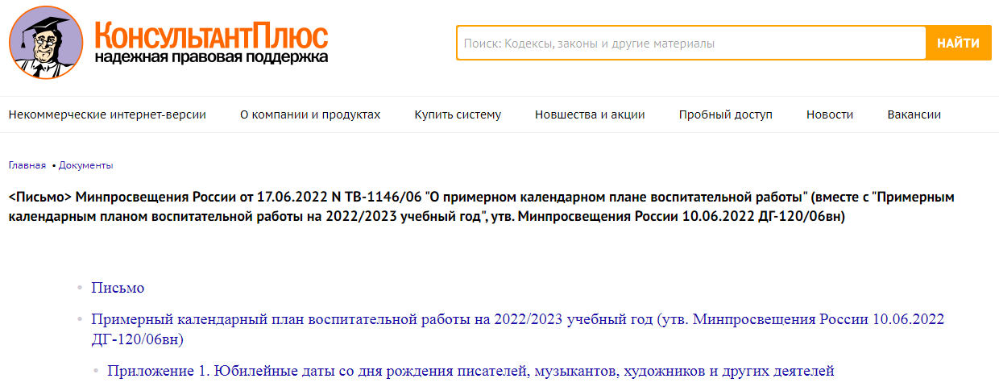 КонсультантПлюс
надежная правовая поддержка
Поиск: Кодексы, законы и другие материалы
НАЙТИ
Некоммерческие интернет-версии О компании и продуктах Купить систему Новшества и акции Пробный доступ Новости Вакансии
Главная • Документы
<Письмо> Минпросвещения России от 17.06.2022 N ТВ-1146/06 "О примерном календарном плане воспитательной работы" (вместе с "Примерным
календарным планом воспитательной работы на 2022/2023 учебный год", утв. Минпросвещения России 10.06.2022 ДГ-120/06вн)
Письмо
Примерный календарный план воспитательной работы на 2022/2023 учебный год (утв. Минпросвещения России 10.06.2022
ДГ-120/06вн)
Приложение 1. Юбилейные даты со дня рождения писателей, музыкантов, художников и других деятелей